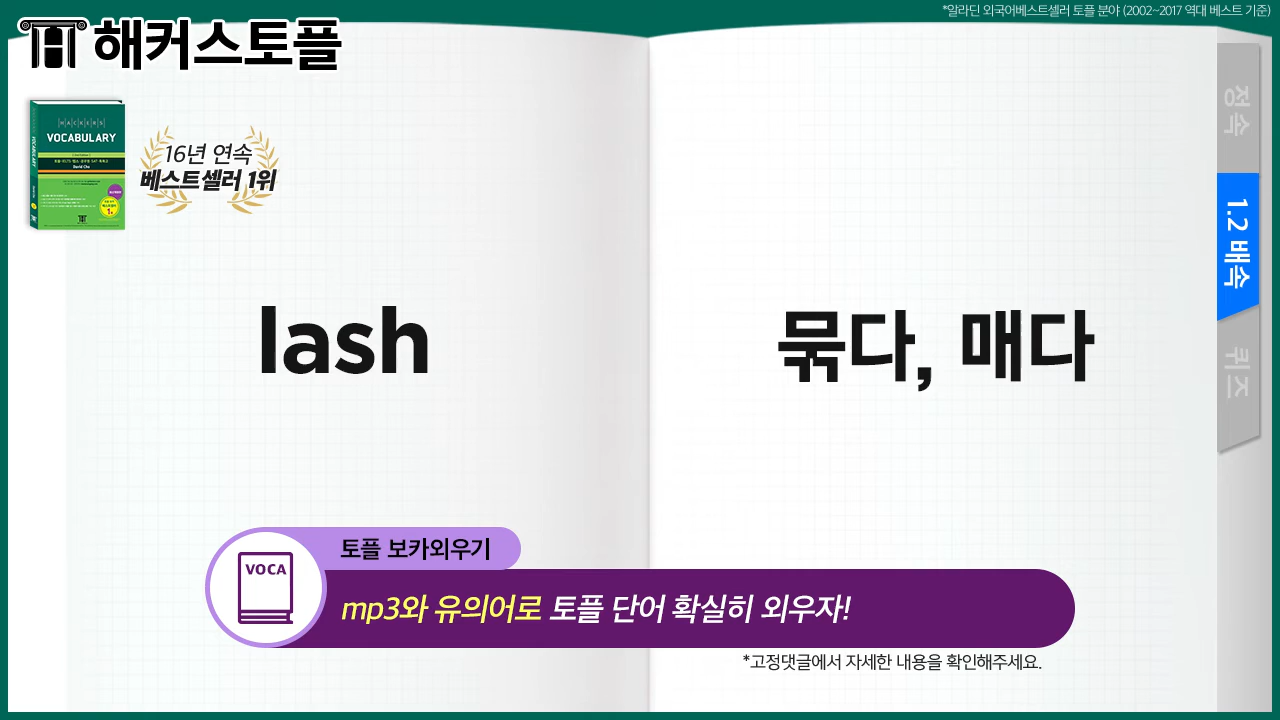 *알라딘 외국어베스트셀러 토플 분야 (2002~2017 역대 베스트 기준)
해커스토플
HACKERS
VOCABULARY
David Cho
16년 연속
베스트셀러 1위
정속
1.2 배속
퀴즈
lash
묶다, 매다
토플 보카외우기
VOCA
mp3와 유의어로 토플 단어 확실히 외우자!
*고정댓글에서 자세한 내용을 확인해주세요.